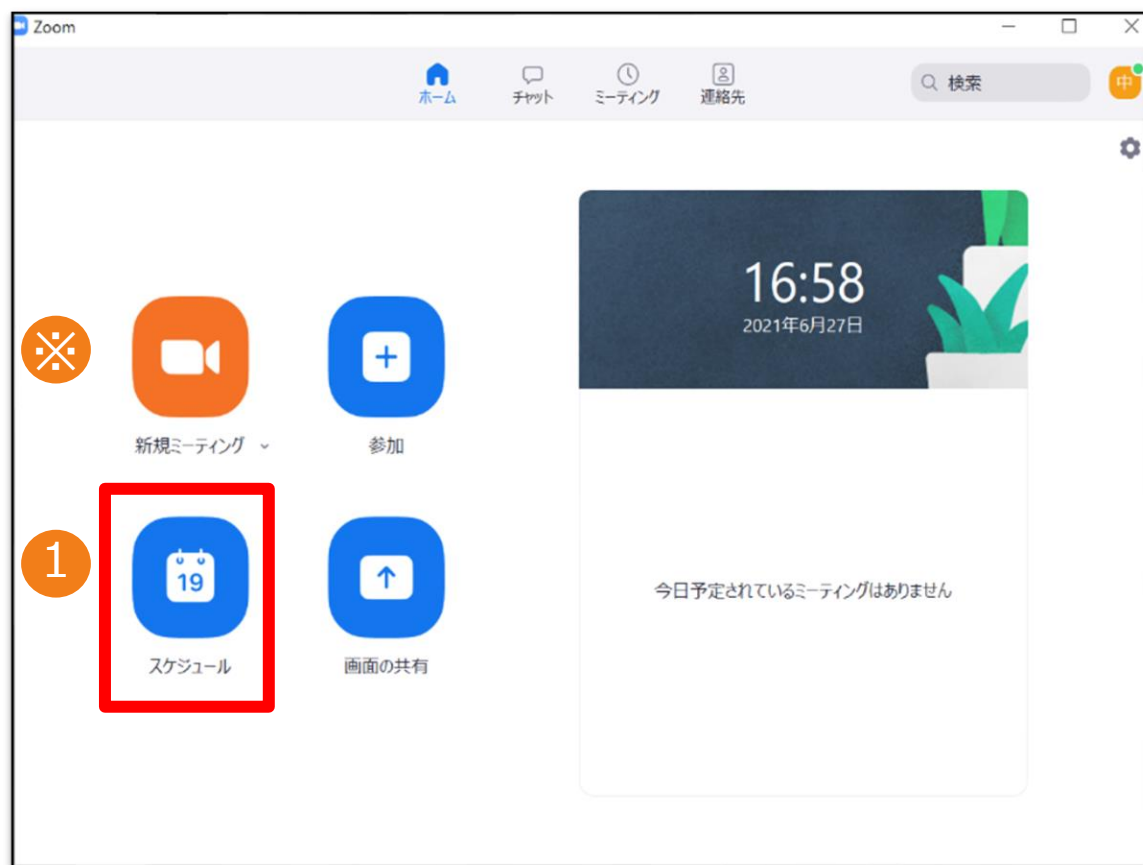 Zoom
ホーム
チャット
ミーティング
連絡先
検索
中
16:58
2021年6月27日
※
新規ミーティング
参加
1
19
スケジュール
画面の共有
今日予定されているミーティングはありません